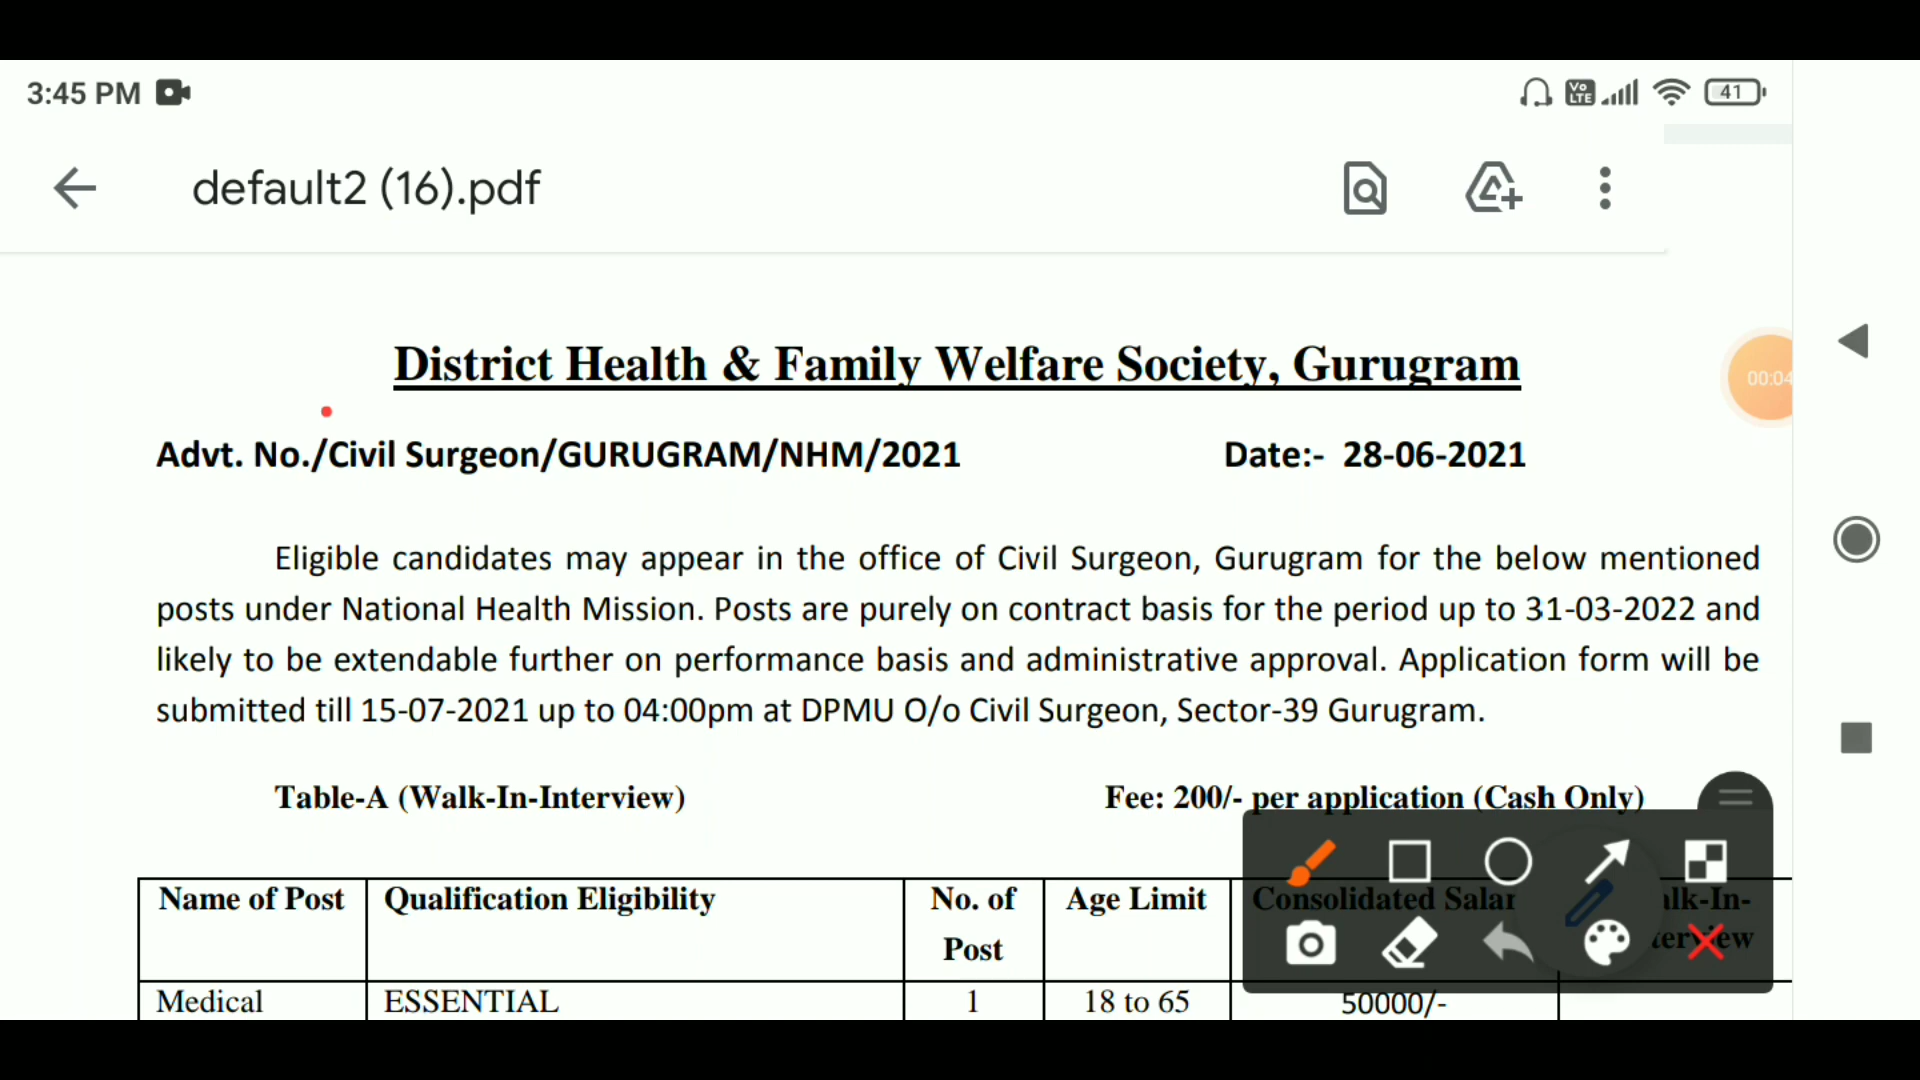 3:45 PM
Vo LTE 41
default2 (16).pdf
District Health & Family Welfare Society, Gurugram
00:04
Advt. No./Civil Surgeon/GURUGRAM/NHM/2021 Date:- 28-06-2021
Eligible candidates may appear in the office of Civil Surgeon, Gurugram for the below mentioned
posts under National Health Mission. Posts are purely on contract basis for the period up to 31-03-2022 and
likely to be extendable further on performance basis and administrative approval. Application form will be
submitted till 15-07-2021 up to 04:00pm at DPMU O/o Civil Surgeon, Sector-39 Gurugram.
Table-A (Walk-In-Interview) Fee: 200/- per application (Cash Only)
Name of Post Qualification Eligibility No. of Age Limit Consolidated
Post
Medical ESSENTIAL 1 18 to 65 50000/-